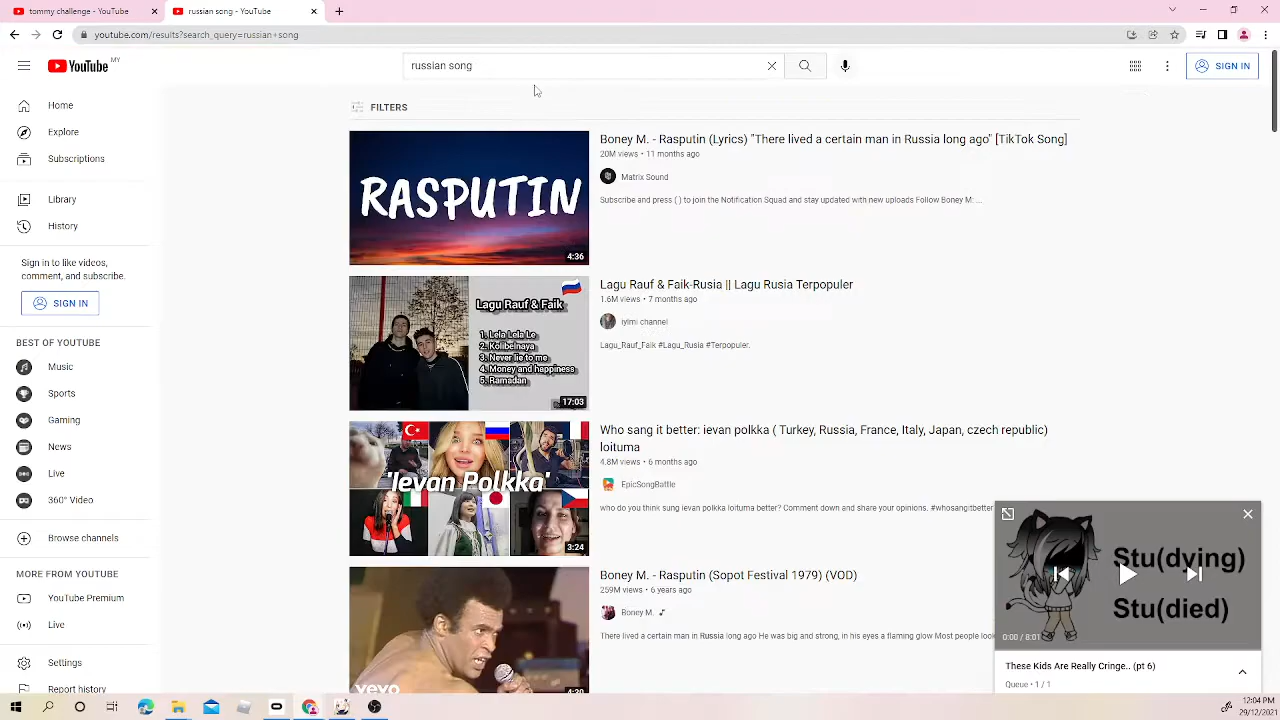 tommy challenge - YouTube
russian song - YouTube
youtube.com/results?search_query=russian+song
YouTube MY
russian song
SIGN IN
Home
Explore
Subscriptions
Library
History
Sign in to like videos,
comment, and subscribe.
SIGN IN
BEST OF YOUTUBE
Music
Sports
Gaming
News
Live
360° Video
Browse channels
MORE FROM YOUTUBE
YouTube Premium
Live
Settings
Report history
FILTERS
RASPUTIN
4:36
Boney M. - Rasputin (Lyrics) "There lived a certain man in Russia long ago" [TikTok Song]
20M views • 11 months ago
Matrix Sound
Subscribe and press ( ) to join the Notification Squad and stay updated with new uploads Follow Boney M: ...
Lagu Rauf & Faik
1. Lela Lela Le
2. Kolibelnaya
3. Never lie to me
4. Money and happiness
5. Ramadan
17:03
Lagu Rauf & Faik-Rusia || Lagu Rusia Terpopuler
1.6M views • 7 months ago
iylmi channel
Lagu_Rauf_Faik #Lagu_Rusia #Terpopuler.
'Ievan Polkka'
3:24
Who sang it better: ievan polkka ( Turkey, Russia, France, Italy, Japan, czech republic)
loituma
4.8M views • 6 months ago
EpicSongBattle
who do you think sung ievan polkka loituma better? Comment down and share your opinions. #whosangitbetter
vevo
4:20
Boney M. - Rasputin (Sopot Festival 1979) (VOD)
259M views • 6 years ago
Boney M.
There lived a certain man in Russia long ago He was big and strong, in his eyes a flaming glow Most people loo
Stu(dying)
Stu(died)
0:00 / 8:01
These Kids Are Really Cringe.. (pt 6)
Queue • 1 / 1
12:04 PM
29/12/2021